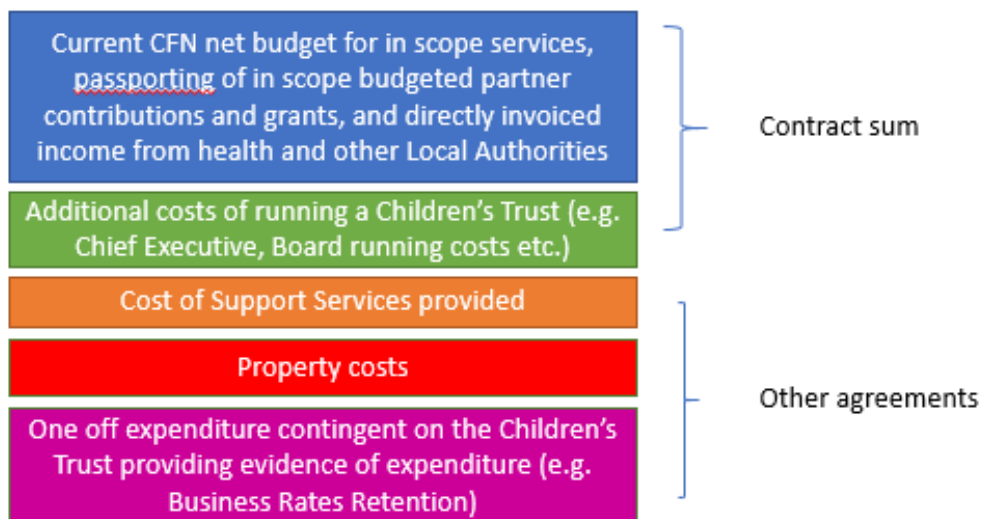 Current CFN net budget for in scope services,
passporting of in scope budgeted partner
contributions and grants, and directly invoiced
income from health and other Local Authorities
Contract sum
Additional costs of running a Children’s Trust (e.g.
Chief Executive, Board running costs etc.)
Cost of Support Services provided
Property costs
Other agreements
One off expenditure contingent on the Children’s
Trust providing evidence of expenditure (e.g.
Business Rates Retention)